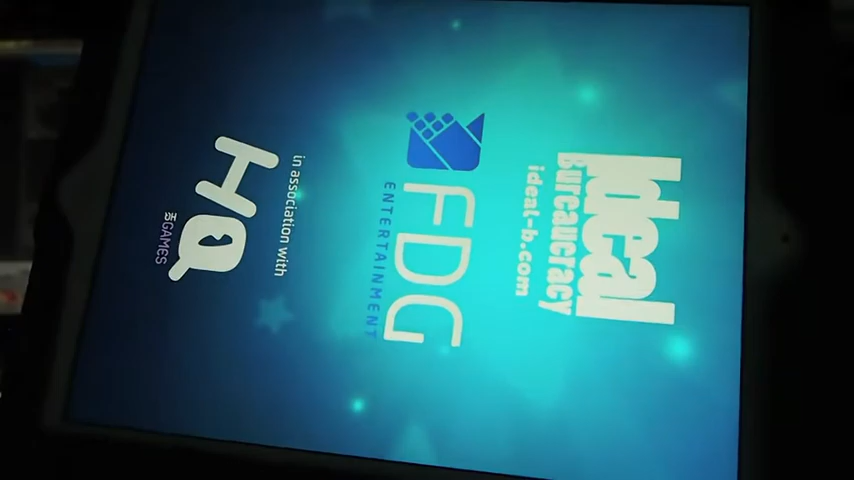 Ideal
Bureaucracy
ideal-b.com
FDG
ENTERTAINMENT
in association with
HQ
GAMES